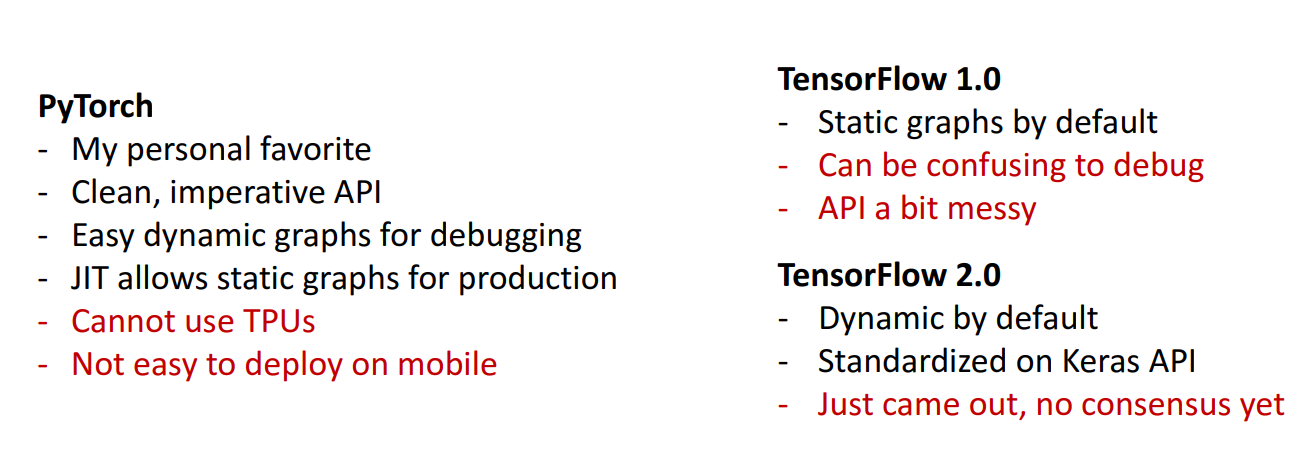 PyTorch
- My personal favorite
- Clean, imperative API
- Easy dynamic graphs for debugging
- JIT allows static graphs for production
- Cannot use TPUs
- Not easy to deploy on mobile
TensorFlow 1.0
- Static graphs by default
- Can be confusing to debug
- API a bit messy
TensorFlow 2.0
- Dynamic by default
- Standardized on Keras API
- Just came out, no consensus yet